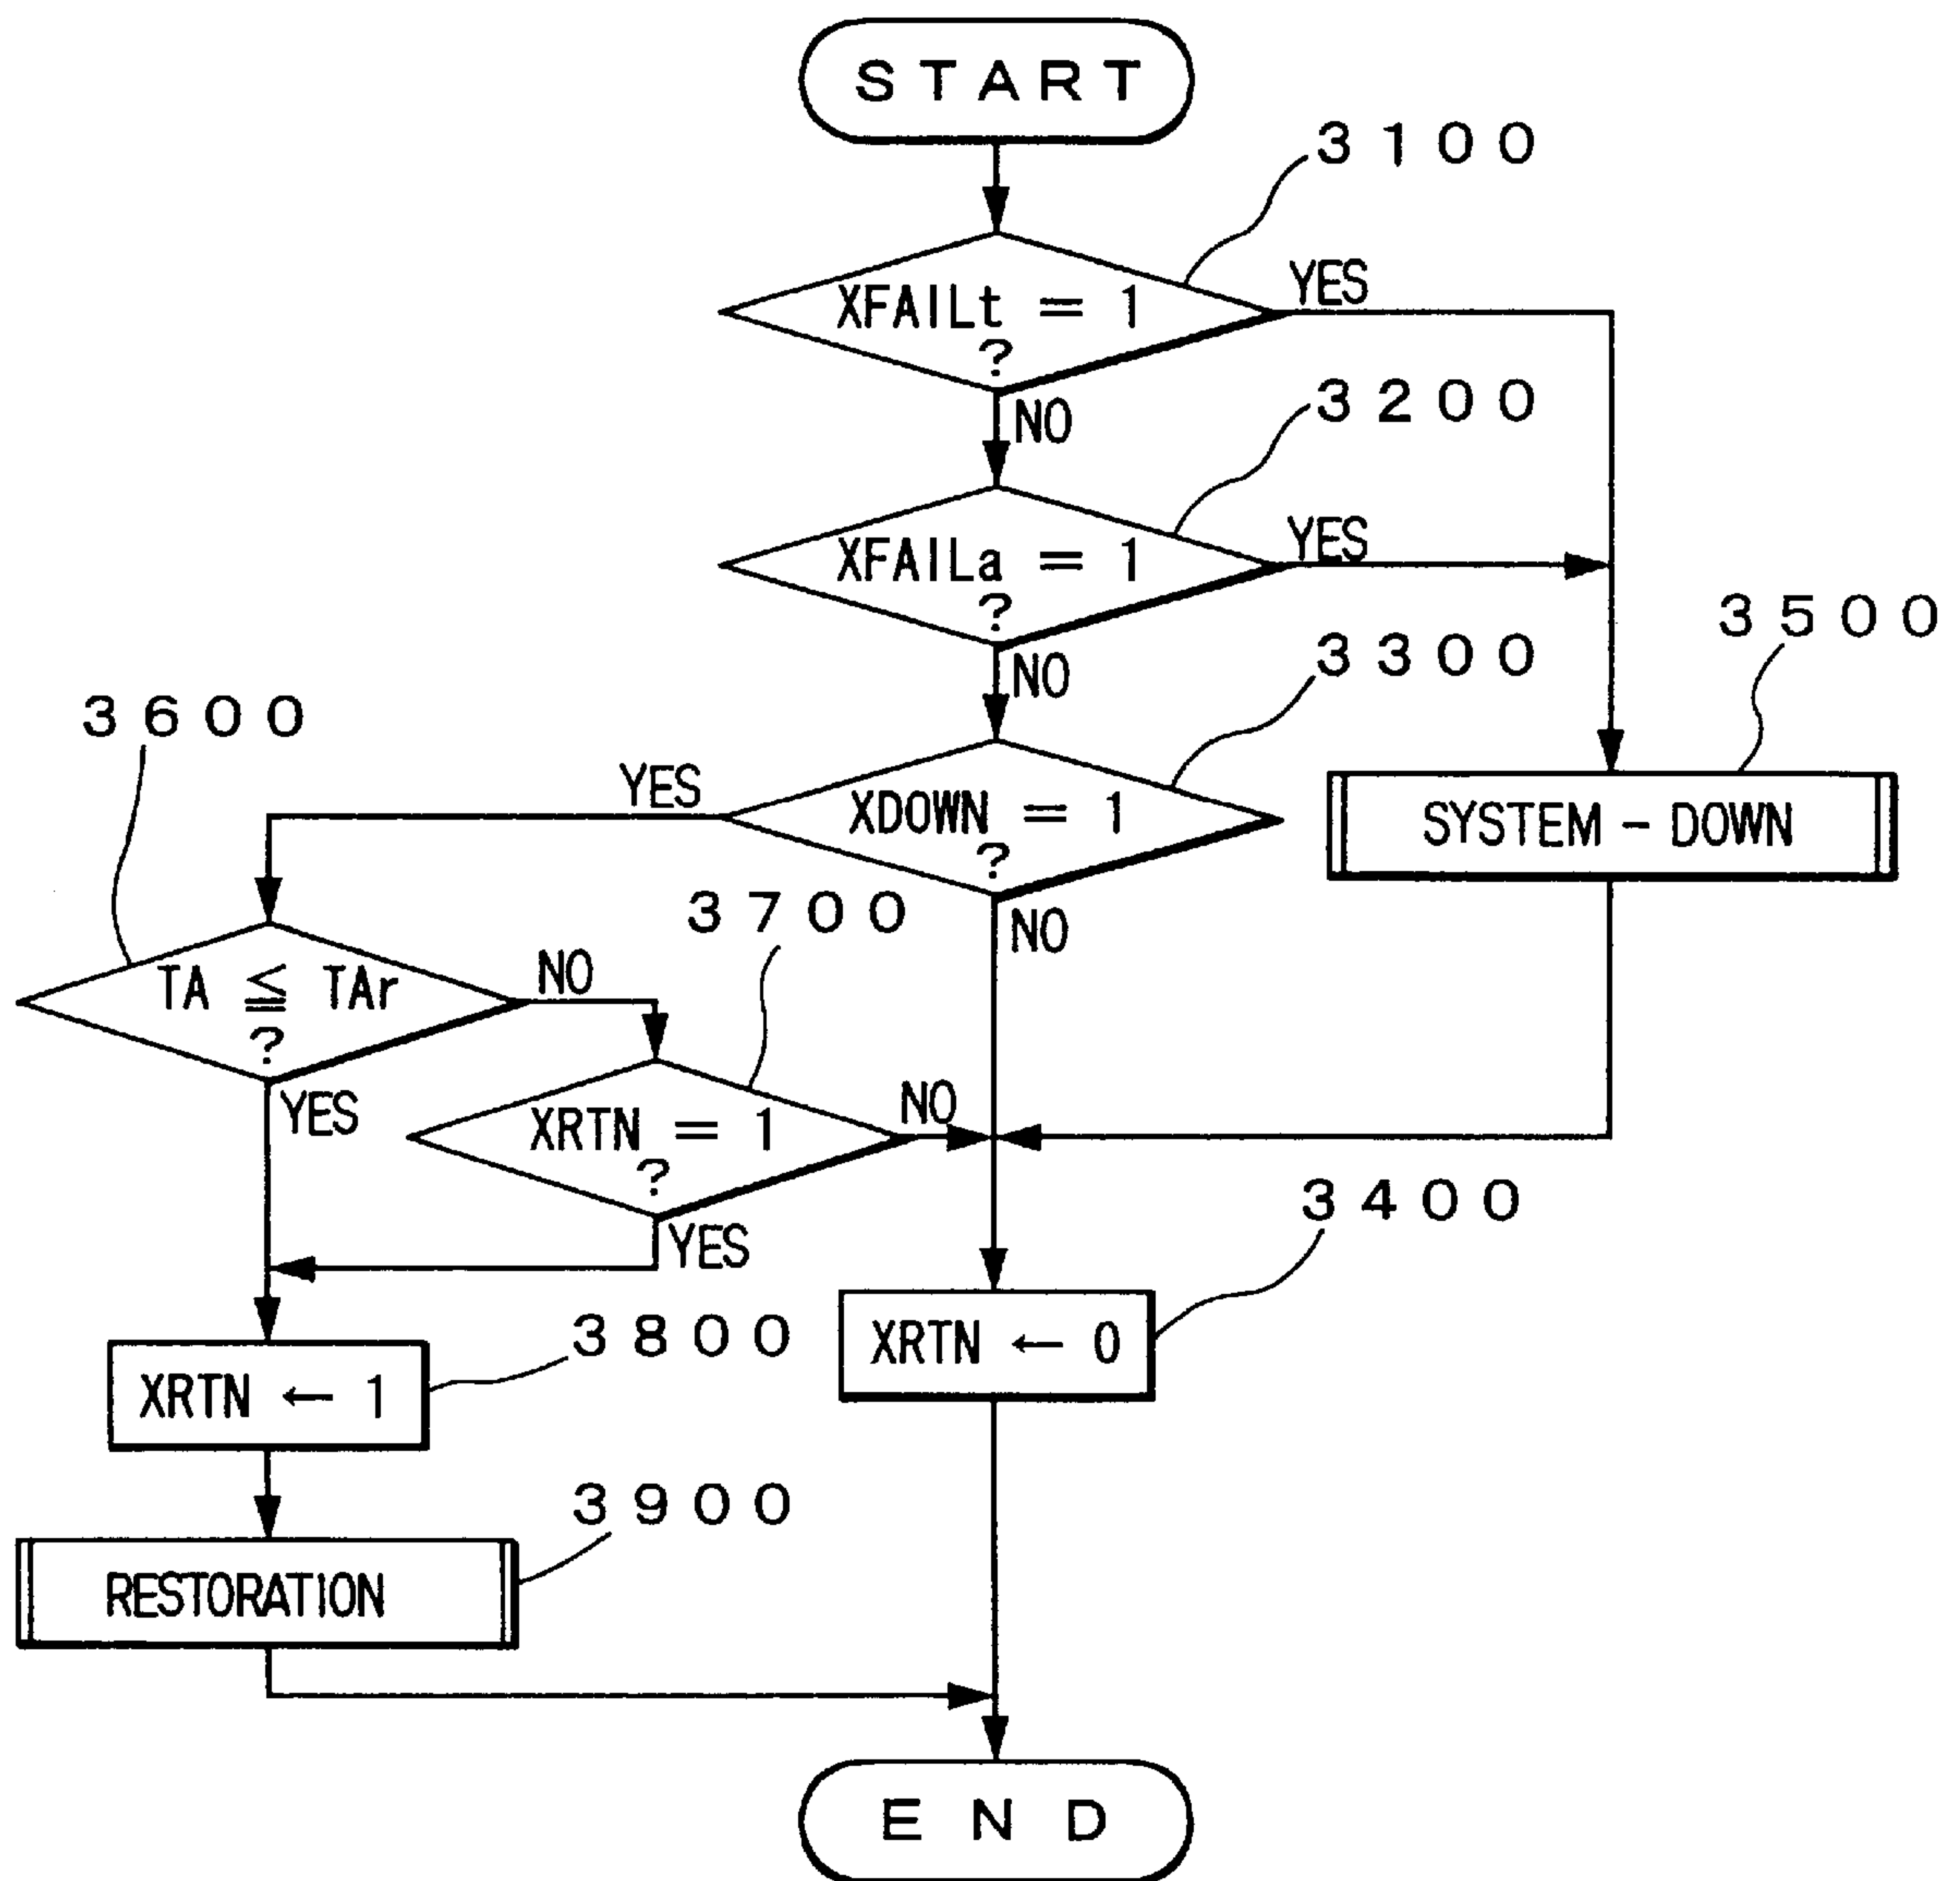 START
3100
XFAILt = 1
?
YES
NO
3200
XFAILa = 1
?
YES
NO
3300
3500
3600
XDOWN = 1
?
YES
NO
SYSTEM - DOWN
3700
TA ≦ TAr
?
NO
YES
XRTN = 1
?
NO
YES
3400
XRTN ← 0
3800
XRTN ← 1
3900
RESTORATION
END